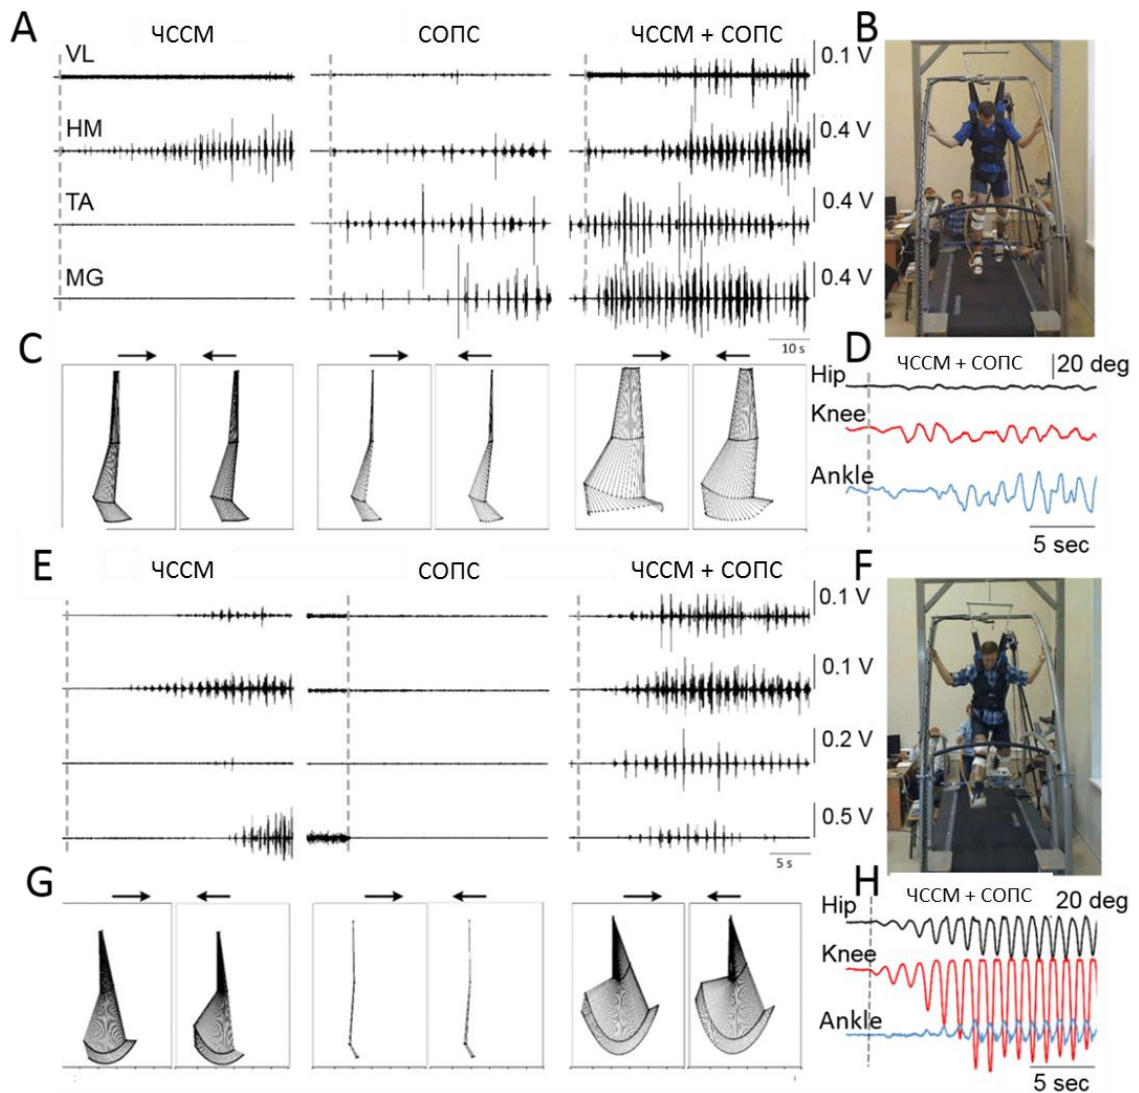 A
ЧССМ
СОПС
ЧССМ + СОПС
B
VL
0.1 V
HM
0.4 V
TA
0.4 V
MG
0.4 V
10 s
C
D
ЧССМ + СОПС
20 deg
Hip
Knee
Ankle
5 sec
E
ЧССМ
СОПС
ЧССМ + СОПС
F
0.1 V
0.1 V
0.2 V
0.5 V
5 s
G
H
ЧССМ + СОПС
20 deg
Hip
Knee
Ankle
5 sec